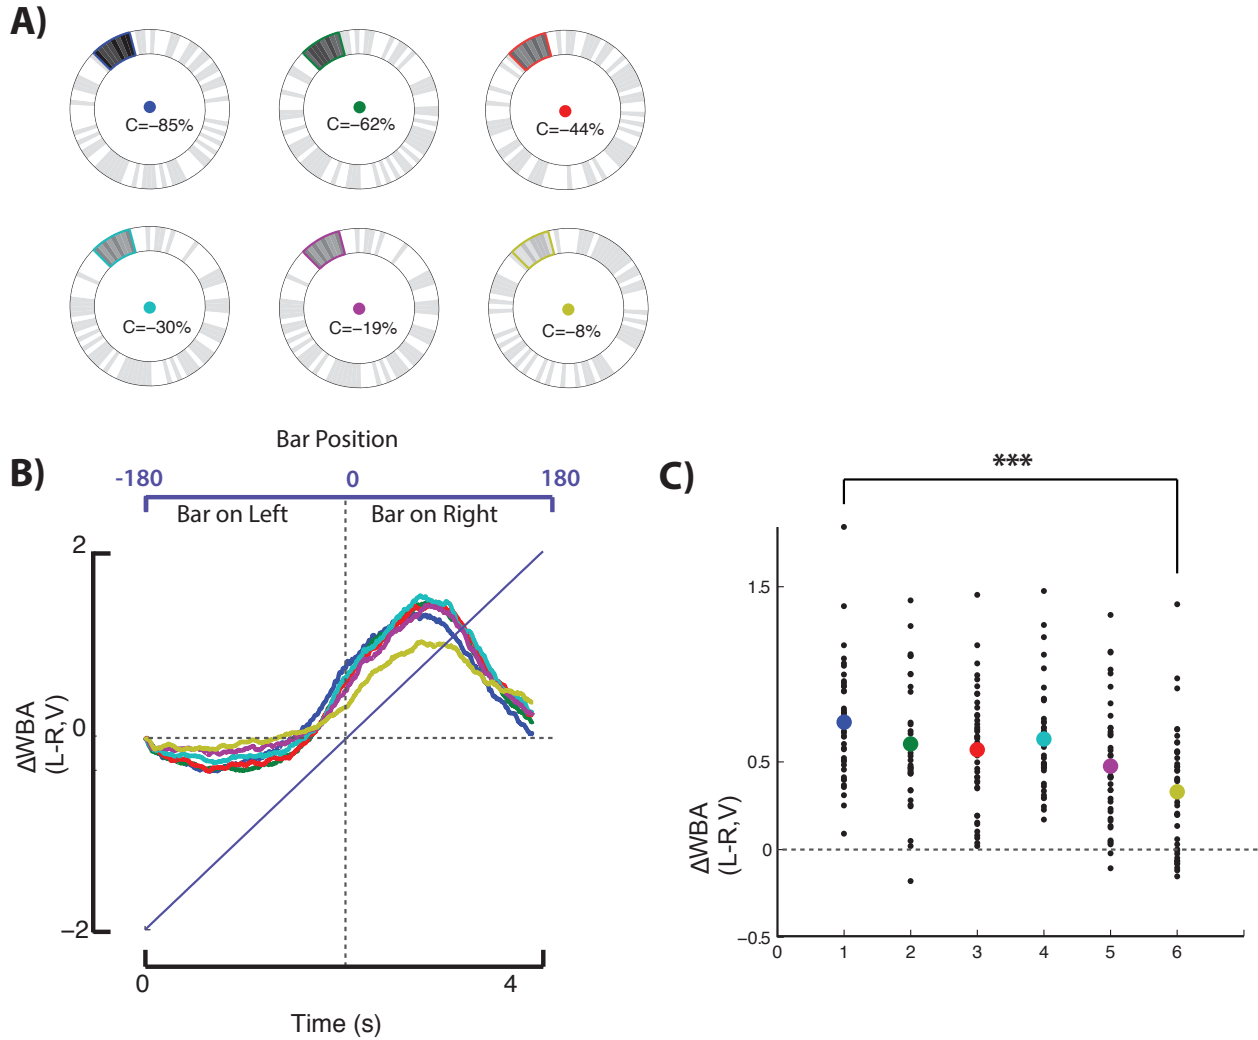 A)
C=−85%
C=−62%
C=−44%
C=−30%
C=−19%
C=−8%
B)
Bar Position
-180 0 180
Bar on Left Bar on Right
2
0
−2
ΔWBA
(L-R,V)
0 4
Time (s)
C)
***
1.5
0.5
0
−0.5
ΔWBA
(L-R,V)
0 1 2 3 4 5 6